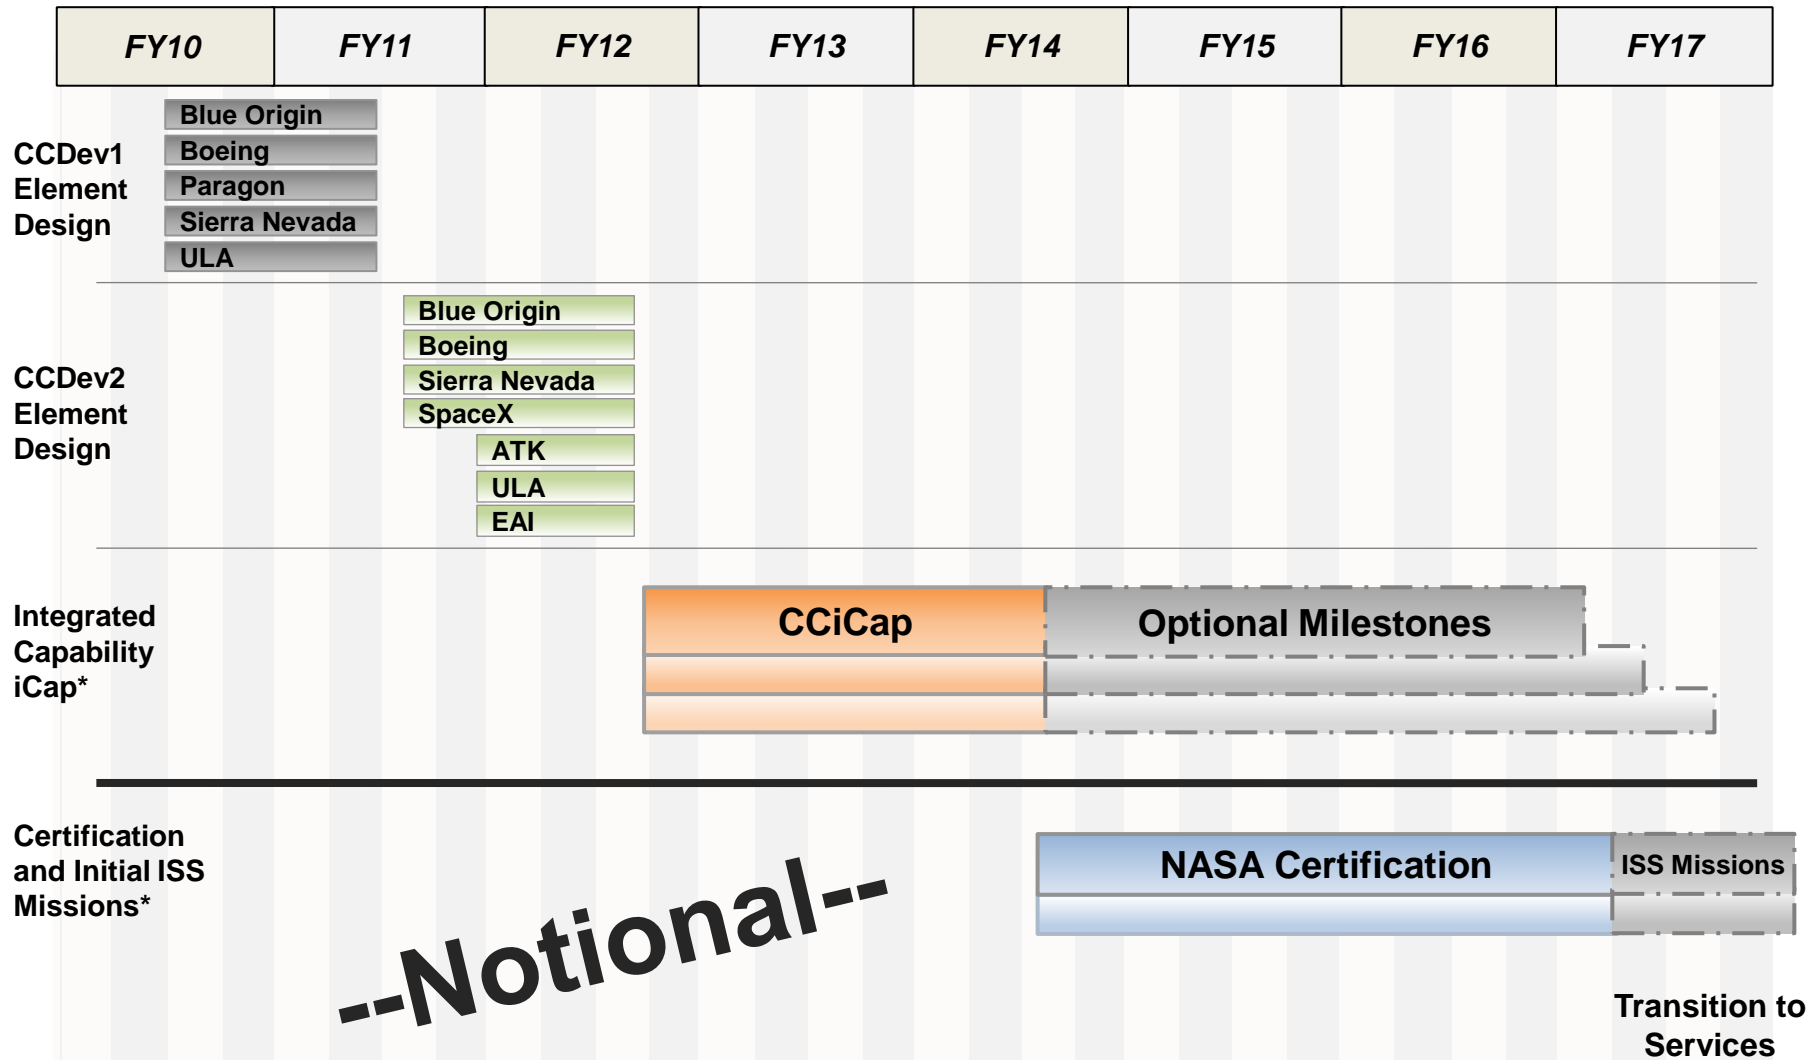 FY10
FY11
FY12
FY13
FY14
FY15
FY16
FY17
CCDev1
Element
Design
Blue Origin
Boeing
Paragon
Sierra Nevada
ULA
CCDev2
Element
Design
Blue Origin
Boeing
Sierra Nevada
SpaceX
ATK
ULA
EAI
Integrated
Capability
iCap*
CCiCap
Optional Milestones
Certification
and Initial ISS
Missions*
NASA Certification
ISS Missions
--Notional--
Transition to
Services